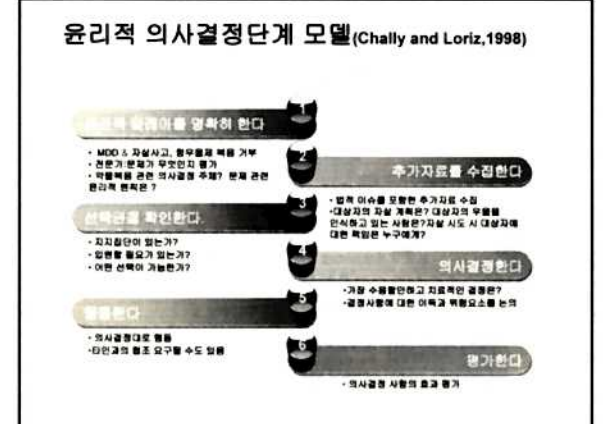 윤리적 의사결정단계 모델(Chally and Loriz,1998)
1
명확히 한다
• MDD & 자살사고, 항우울제 복용 거부
• 전문가:문제가 무엇인지 평가
• 약물복용 관련 의사결정 주체? 문제 관련
윤리적 원칙은 ?
2
추가자료를 수집한다
• 법적 이슈를 포함한 추가자료 수집
•대상자의 자살 계획은? 대상자의 우울을
인식하고 있는 사람은?자살 시도 시 대상자에
대한 책임은 누구에게?
3
선택권을 확인한다.
• 지지집단이 있는가?
• 입원할 필요가 있는가?
• 어떤 선택이 가능한가?
4
의사결정한다
•가장 수용할만하고 치료적인 결정은?
•결정사항에 대한 이득과 위험요소를 논의
5
행동한다
• 의사결정대로 행동
•타인과의 협조 요구될 수도 있음
6
평가한다
• 의사결정 사항의 효과 평가